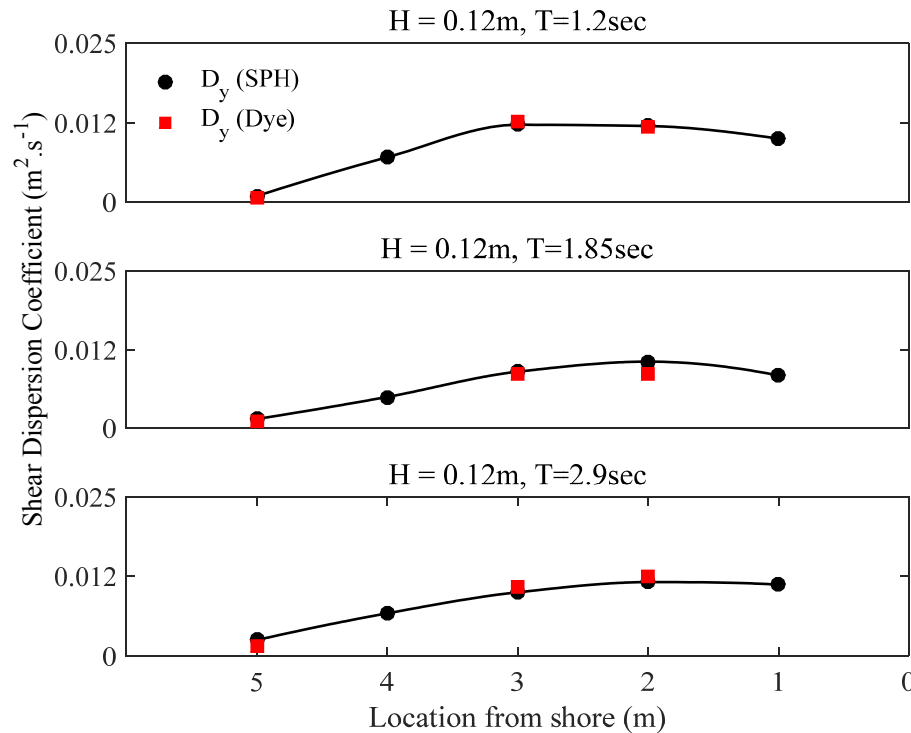 H = 0.12m, T=1.2sec
0.025
D_y (SPH)
D_y (Dye)
0.012
0
H = 0.12m, T=1.85sec
0.025
0.012
0
H = 0.12m, T=2.9sec
0.025
0.012
0
5 4 3 2 1 0
Location from shore (m)
Shear Dispersion Coefficient (m².s⁻¹)